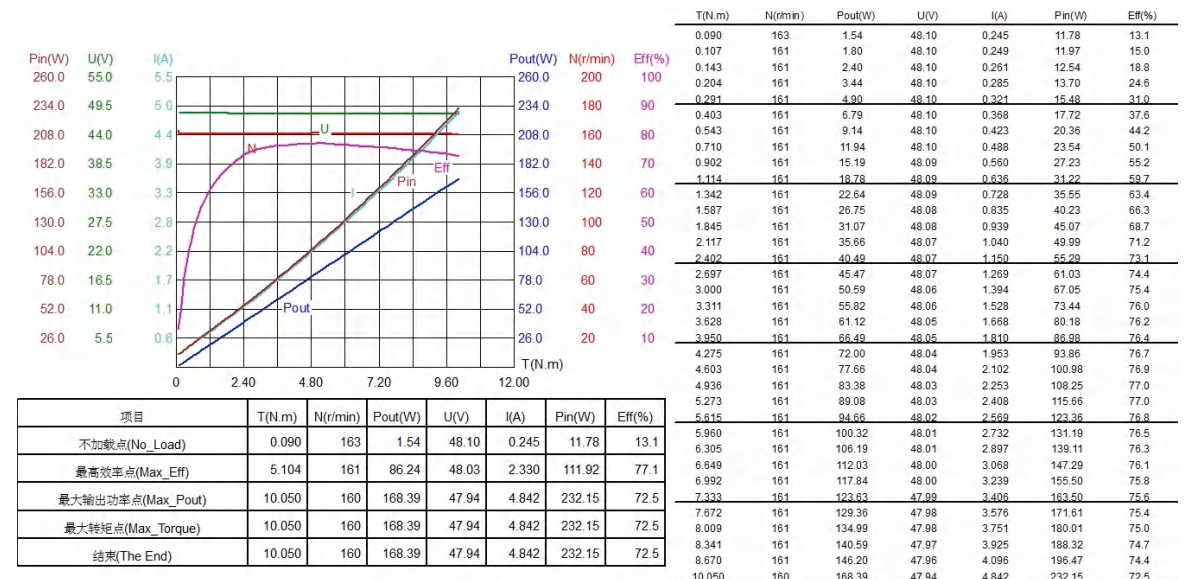 Pin(W) U(V) I(A) Pout(W) N(r/min) Eff(%)
260.0 55.0 5.5 260.0 200 100
234.0 49.5 5.0 234.0 180 90
208.0 44.0 4.4 208.0 160 80
182.0 38.5 3.9 182.0 140 70
156.0 33.0 3.3 156.0 120 60
130.0 27.5 2.8 130.0 100 50
104.0 22.0 2.2 104.0 80 40
78.0 16.5 1.7 78.0 60 30
52.0 11.0 1.1 52.0 40 20
26.0 5.5 0.6 26.0 20 10
U
N
Eff
Pin
I
Pout
T(N.m)
0 2.40 4.80 7.20 9.60 12.00
项目 T(N.m) N(r/min) Pout(W) U(V) I(A) Pin(W) Eff(%)
不加载点(No_Load) 0.090 163 1.54 48.10 0.245 11.78 13.1
最高效率点(Max_Eff) 5.104 161 86.24 48.03 2.330 111.92 77.1
最大输出功率点(Max_Pout) 10.050 160 168.39 47.94 4.842 232.15 72.5
最大转矩点(Max_Torque) 10.050 160 168.39 47.94 4.842 232.15 72.5
结束(The End) 10.050 160 168.39 47.94 4.842 232.15 72.5
T(N.m) N(r/min) Pout(W) U(V) I(A) Pin(W) Eff(%)
0.090 163 1.54 48.10 0.245 11.78 13.1
0.107 161 1.80 48.10 0.249 11.97 15.0
0.143 161 2.40 48.10 0.261 12.54 18.8
0.204 161 3.44 48.10 0.285 13.70 24.6
0.291 161 4.90 48.10 0.321 15.48 31.0
0.403 161 6.79 48.10 0.368 17.72 37.6
0.543 161 9.14 48.10 0.423 20.36 44.2
0.710 161 11.94 48.10 0.488 23.54 50.1
0.902 161 15.19 48.09 0.560 27.23 55.2
1.114 161 18.78 48.09 0.636 31.22 59.7
1.342 161 22.64 48.09 0.728 35.55 63.4
1.587 161 26.75 48.08 0.835 40.23 66.3
1.845 161 31.07 48.08 0.939 45.07 68.7
2.117 161 35.66 48.07 1.040 49.99 71.2
2.402 161 40.49 48.07 1.150 55.29 73.1
2.697 161 45.47 48.07 1.269 61.03 74.4
3.000 161 50.59 48.06 1.394 67.05 75.4
3.311 161 55.82 48.06 1.528 73.44 76.0
3.628 161 61.12 48.05 1.668 80.18 76.2
3.950 161 66.49 48.05 1.810 86.98 76.4
4.275 161 72.00 48.04 1.953 93.86 76.7
4.603 161 77.66 48.04 2.102 100.98 76.9
4.936 161 83.38 48.03 2.253 108.25 77.0
5.273 161 89.08 48.03 2.408 115.66 77.0
5.615 161 94.66 48.02 2.569 123.36 76.8
5.960 161 100.32 48.01 2.732 131.19 76.5
6.305 161 106.19 48.01 2.897 139.11 76.3
6.649 161 112.03 48.00 3.068 147.29 76.1
6.992 161 117.84 48.00 3.239 155.50 75.8
7.333 161 123.63 47.99 3.406 163.50 75.6
7.672 161 129.36 47.98 3.576 171.61 75.4
8.009 161 134.99 47.98 3.751 180.01 75.0
8.341 161 140.59 47.97 3.925 188.32 74.7
8.670 161 146.20 47.96 4.096 196.47 74.4
10.050 160 168.39 47.94 4.842 232.15 72.5